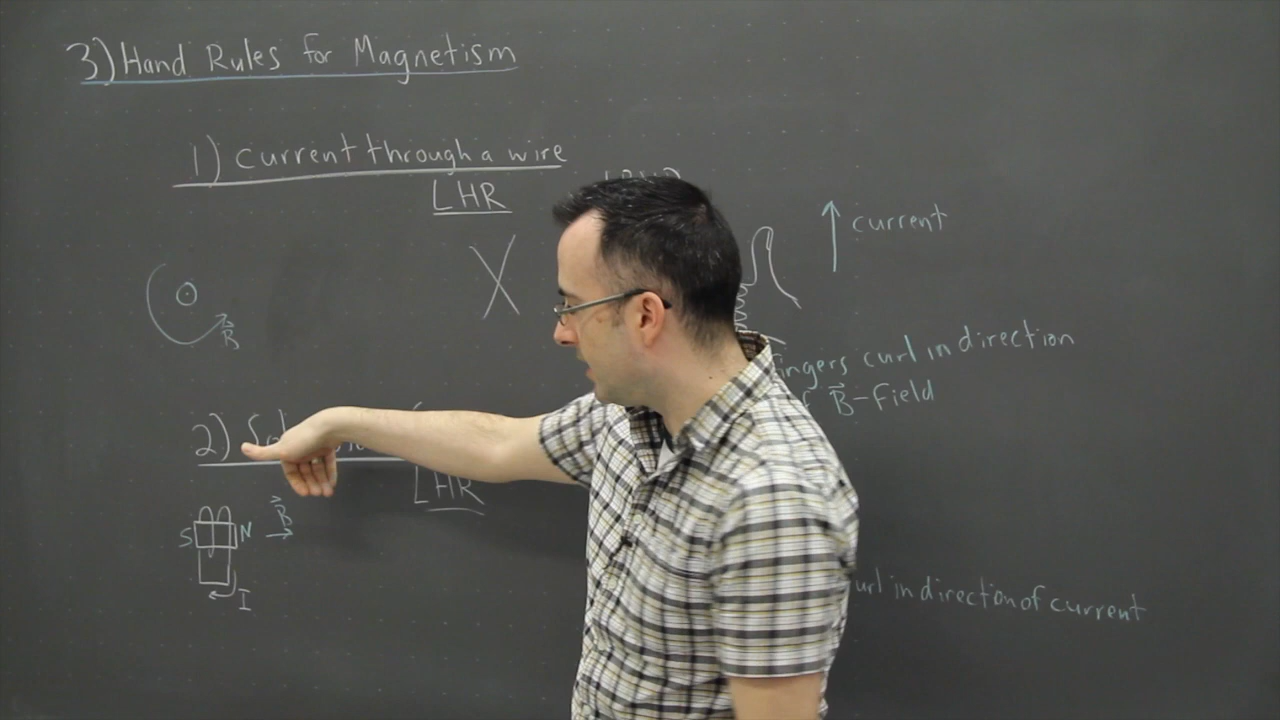 3) Hand Rules for Magnetism
1) Current through a wire
LHR
X
current
B
fingers curl in direction
B-Field
2)
LHR
B
S N
I
url in direction of current